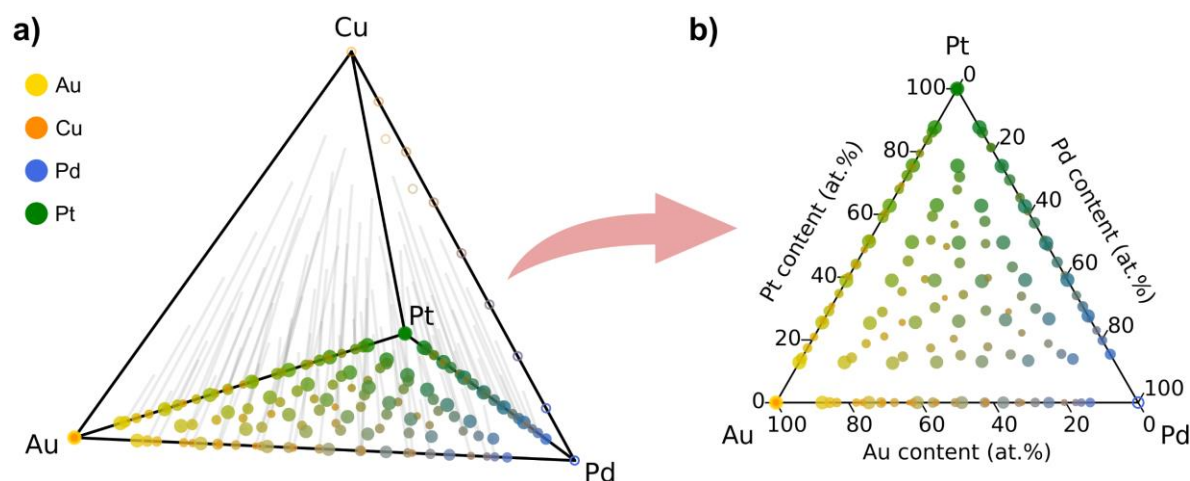 a)
Cu
Au
Cu
Pd
Pt
Pt
Au
Pd
b)
Pt
100
0
80
20
60
40
40
60
20
80
0
100
Pt content (at.%)
Pd content (at.%)
100
80
60
40
20
0
Au
Au content (at.%)
Pd